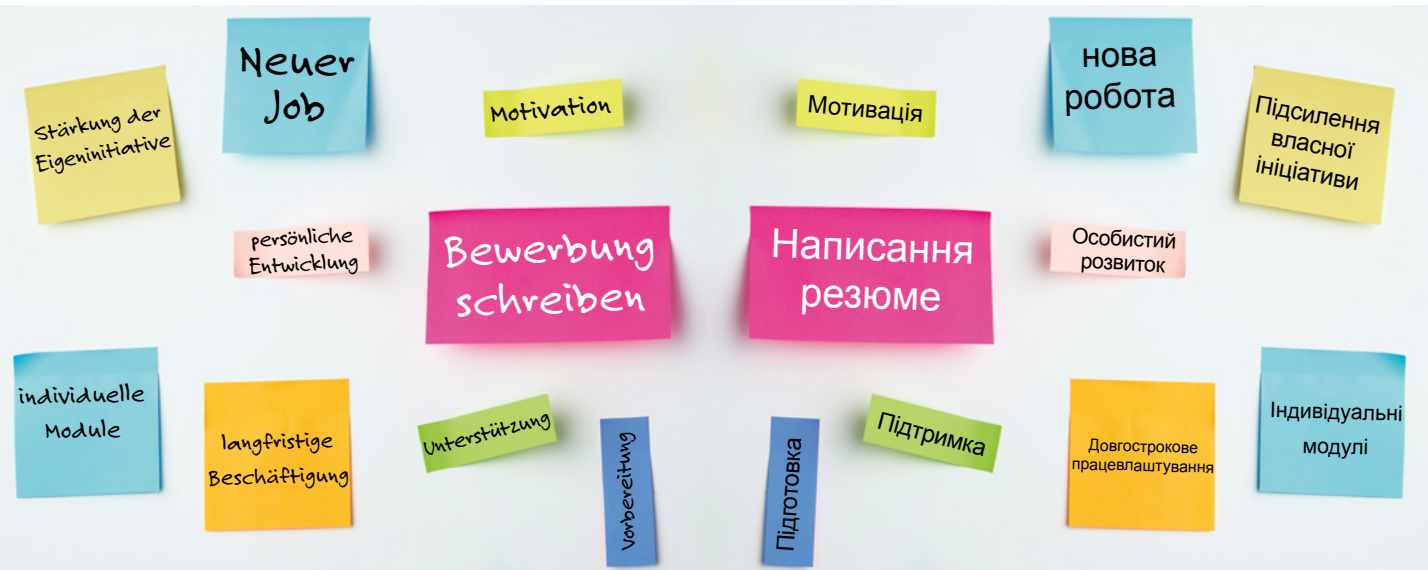 Neuer
Job
Motivation
Stärkung der
Eigeninitiative
persönliche
Entwicklung
Bewerbung
schreiben
individuelle
Module
langfristige
Beschäftigung
Unterstützung
Vorbereitung
Мотивація
нова
робота
Підсилення
власної
ініціативи
Написання
резюме
Особистий
розвиток
Підготовка
Підтримка
Довгострокове
працевлаштування
Індивідуальні
модулі